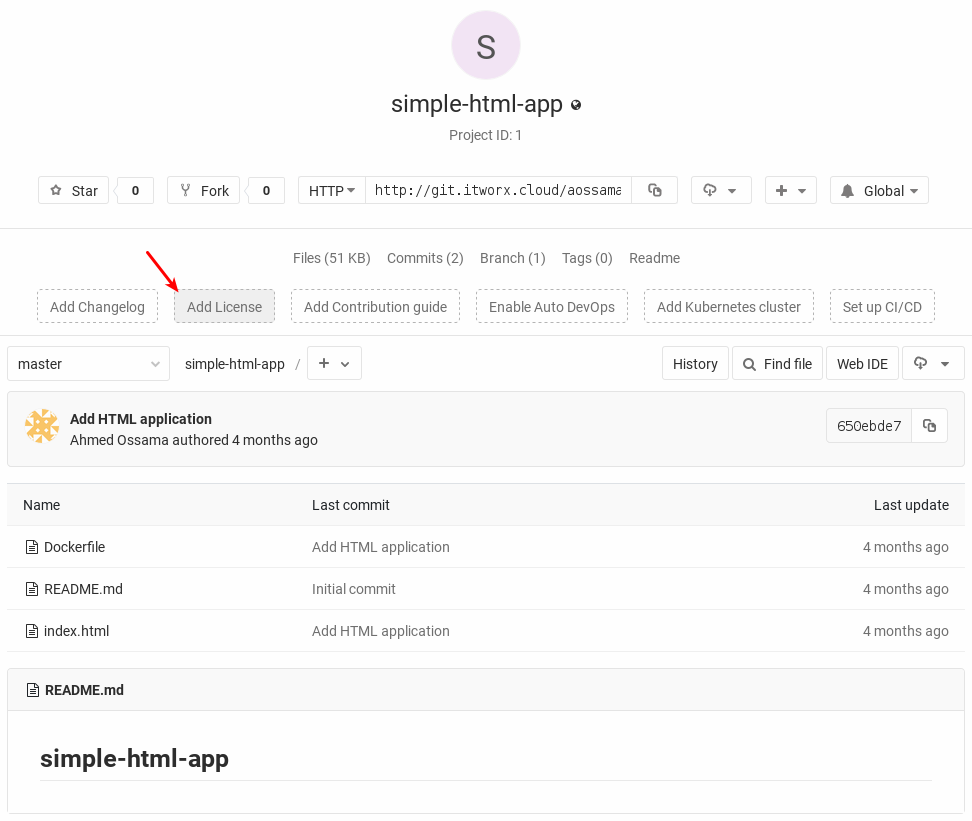 S
simple-html-app
Project ID: 1
Star 0 Fork 0 HTTP http://git.itworx.cloud/aossama Global
Files (51 KB) Commits (2) Branch (1) Tags (0) Readme
Add Changelog Add License Add Contribution guide Enable Auto DevOps Add Kubernetes cluster Set up CI/CD
master simple-html-app / + History Find file Web IDE
Add HTML application
Ahmed Ossama authored 4 months ago
650ebde7
Name Last commit Last update
Dockerfile Add HTML application 4 months ago
README.md Initial commit 4 months ago
index.html Add HTML application 4 months ago
README.md
simple-html-app